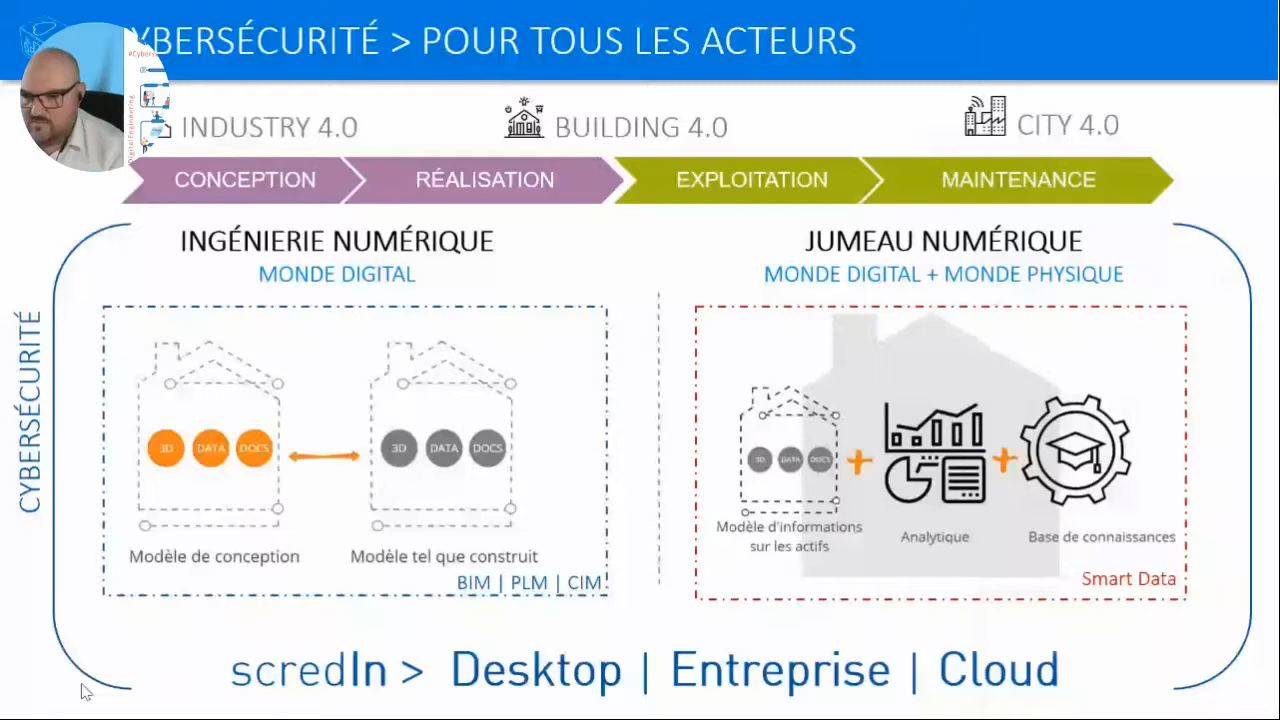 YBERSÉCURITÉ > POUR TOUS LES ACTEURS
INDUSTRY 4.0
BUILDING 4.0
CITY 4.0
CONCEPTION
RÉALISATION
EXPLOITATION
MAINTENANCE
INGÉNIERIE NUMÉRIQUE
MONDE DIGITAL
JUMEAU NUMÉRIQUE
MONDE DIGITAL + MONDE PHYSIQUE
CYBERSÉCURITÉ
3D DATA DOCS
3D DATA DOCS
3D DATA DOCS
Modèle de conception
Modèle tel que construit
BIM | PLM | CIM
Modèle d'informations
sur les actifs
Analytique
Base de connaissances
Smart Data
scredIn > Desktop | Entreprise | Cloud